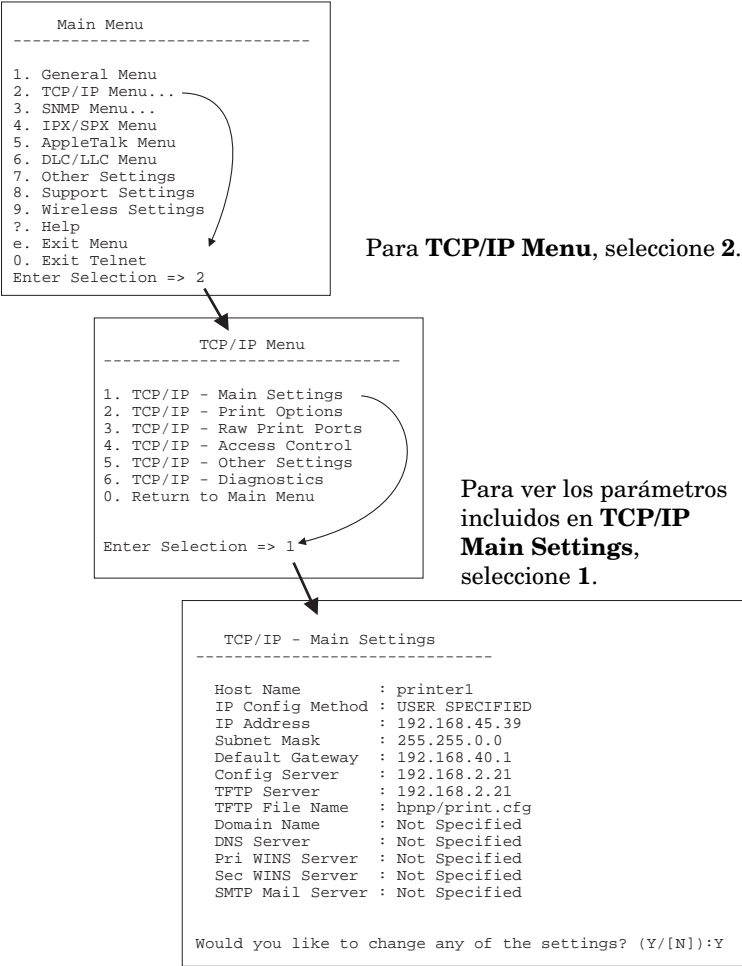 Main Menu
-------------------------------
1. General Menu
2. TCP/IP Menu...
3. SNMP Menu...
4. IPX/SPX Menu
5. AppleTalk Menu
6. DLC/LLC Menu
7. Other Settings
8. Support Settings
9. Wireless Settings
?. Help
e. Exit Menu
0. Exit Telnet
Enter Selection => 2
Para TCP/IP Menu, seleccione 2.
TCP/IP Menu
-------------------------------
1. TCP/IP - Main Settings
2. TCP/IP - Print Options
3. TCP/IP - Raw Print Ports
4. TCP/IP - Access Control
5. TCP/IP - Other Settings
6. TCP/IP - Diagnostics
0. Return to Main Menu
Enter Selection => 1
Para ver los parámetros
incluidos en TCP/IP
Main Settings,
seleccione 1.
TCP/IP - Main Settings
-------------------------------
Host Name : printer1
IP Config Method : USER SPECIFIED
IP Address : 192.168.45.39
Subnet Mask : 255.255.0.0
Default Gateway : 192.168.40.1
Config Server : 192.168.2.21
TFTP Server : 192.168.2.21
TFTP File Name : hpnp/print.cfg
Domain Name : Not Specified
DNS Server : Not Specified
Pri WINS Server : Not Specified
Sec WINS Server : Not Specified
SMTP Mail Server : Not Specified
Would you like to change any of the settings? (Y/[N]):Y